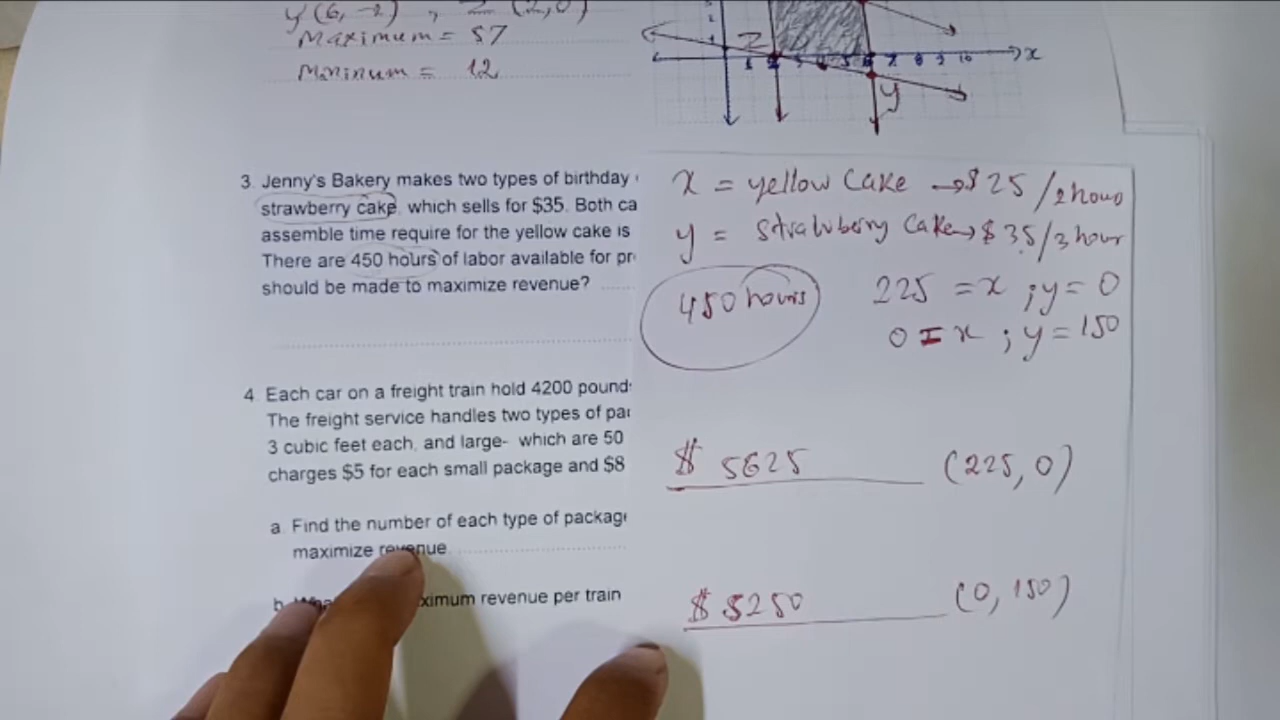 y'(6, -2) , Z (2,0)
Maximum = 57
Minimum = 12
Z
1
7 8 9 10
x
y
3. Jenny's Bakery makes two types of birthday
strawberry cake, which sells for $35. Both ca
assemble time require for the yellow cake is
There are 450 hours of labor available for pr
should be made to maximize revenue?
x = yellow cake → $25 /2 hours
y = strawberry cake → $35/3 hour
450 hours
225 = x ; y = 0
0 = x ; y = 150
4. Each car on a freight train hold 4200 pound
The freight service handles two types of pa
3 cubic feet each, and large- which are 50
charges $5 for each small package and $8
a. Find the number of each type of packag
maximize revenue
ximum revenue per train
$ 5625 (225, 0)
$ 5250 (0, 150)